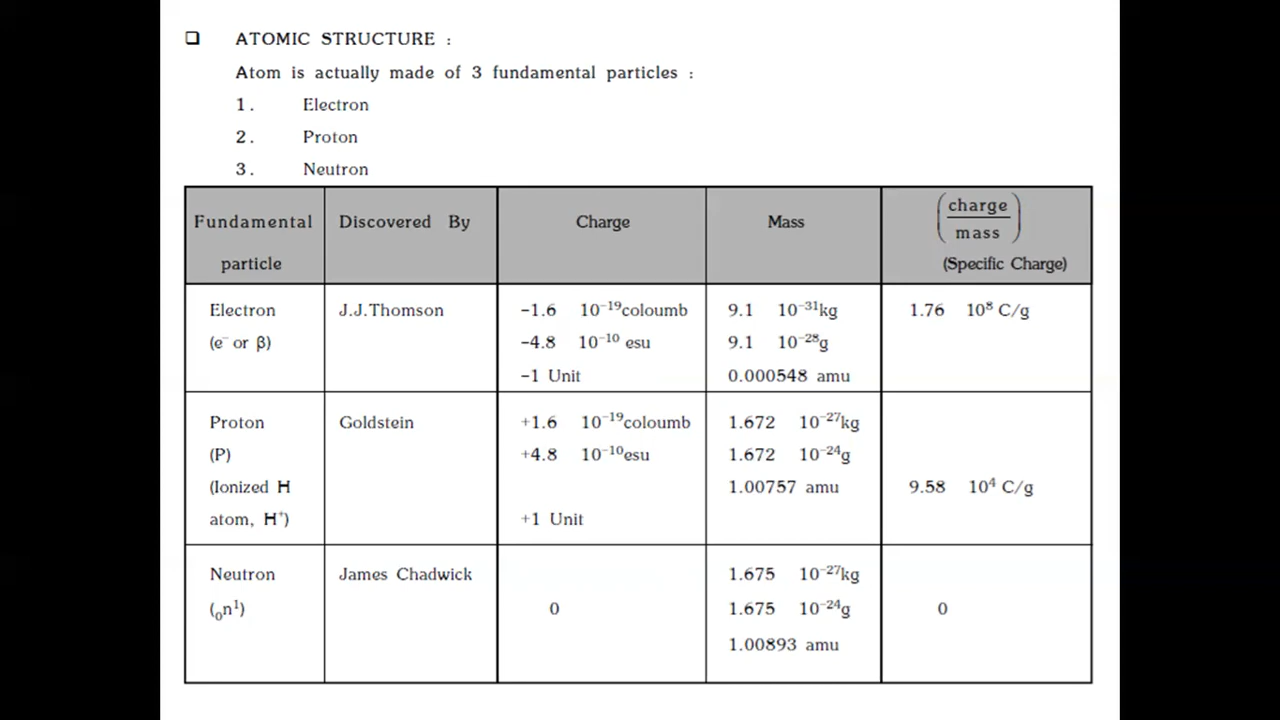 ❑ ATOMIC STRUCTURE :
Atom is actually made of 3 fundamental particles :
1. Electron
2. Proton
3. Neutron
Fundamental particle
Discovered By
Charge
Mass
(charge/mass)
(Specific Charge)
Electron
(e⁻ or β)
J.J.Thomson
–1.6 10⁻¹⁹coloumb
–4.8 10⁻¹⁰ esu
–1 Unit
9.1 10⁻³¹kg
9.1 10⁻²⁸g
0.000548 amu
1.76 10⁸ C/g
Proton
(P)
(Ionized H
atom, H⁺)
Goldstein
+1.6 10⁻¹⁹coloumb
+4.8 10⁻¹⁰esu
+1 Unit
1.672 10⁻²⁷kg
1.672 10⁻²⁴g
1.00757 amu
9.58 10⁴ C/g
Neutron
(₀n¹)
James Chadwick
0
1.675 10⁻²⁷kg
1.675 10⁻²⁴g
1.00893 amu
0